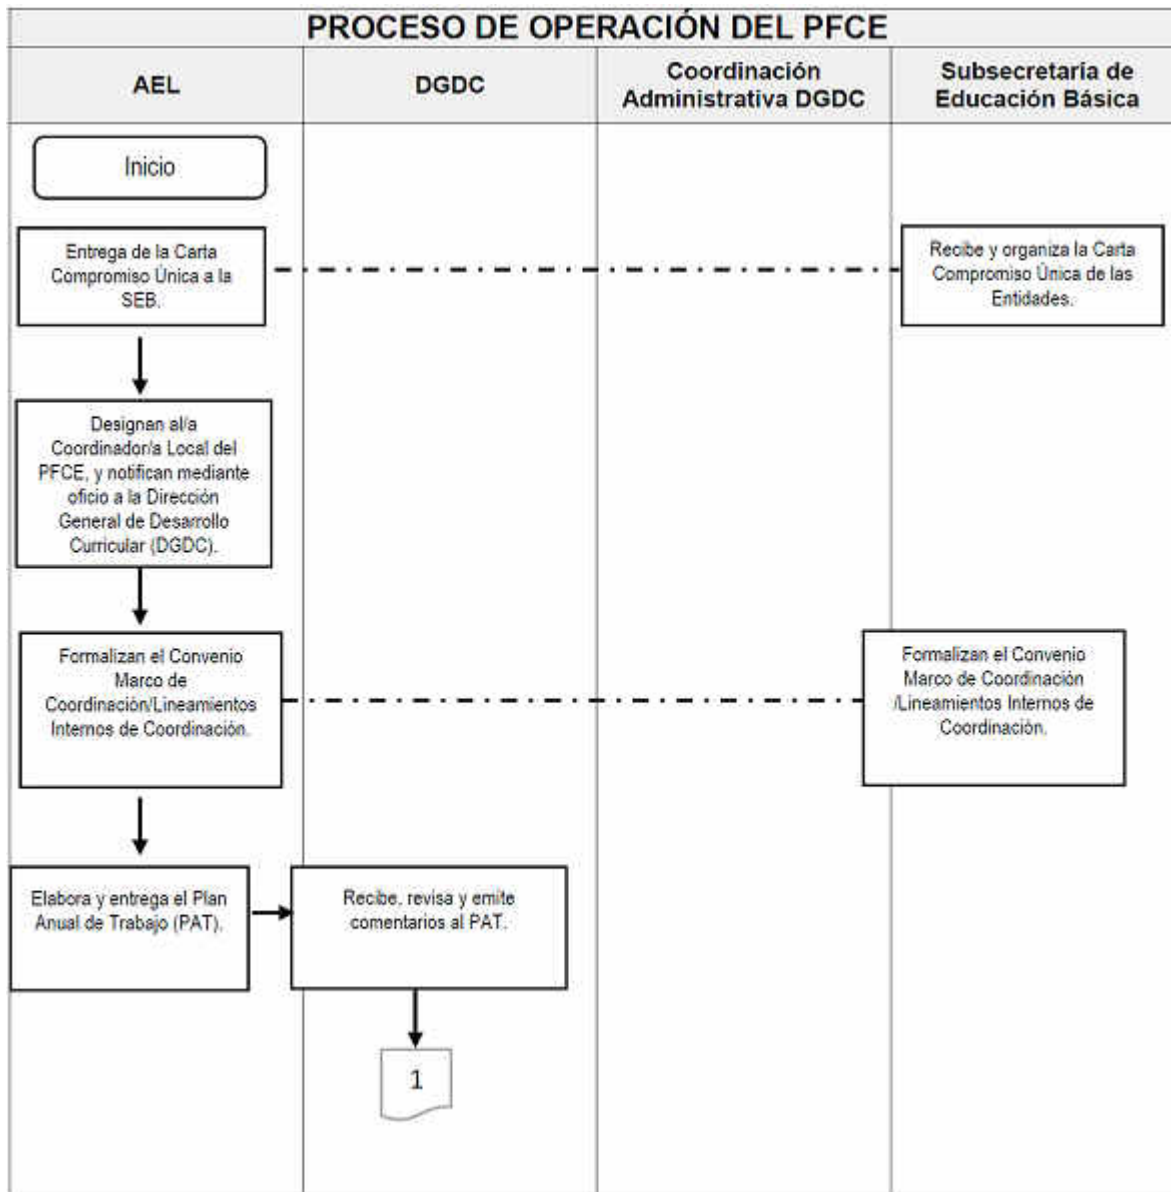 PROCESO DE OPERACIÓN DEL PFCE
AEL
DGDC
Coordinación
Administrativa DGDC
Subsecretaría de
Educación Básica
Inicio
Entrega de la Carta
Compromiso Única a la
SEB.
Recibe y organiza la Carta
Compromiso Única de las
Entidades.
Designan al/a
Coordinador/a Local del
PFCE, y notifican mediante
oficio a la Dirección
General de Desarrollo
Curricular (DGDC).
Formalizan el Convenio
Marco de
Coordinación/Lineamientos
Internos de Coordinación.
Formalizan el Convenio
Marco de Coordinación
/Lineamientos Internos de
Coordinación.
Elabora y entrega el Plan
Anual de Trabajo (PAT).
Recibe, revisa y emite
comentarios al PAT.
1